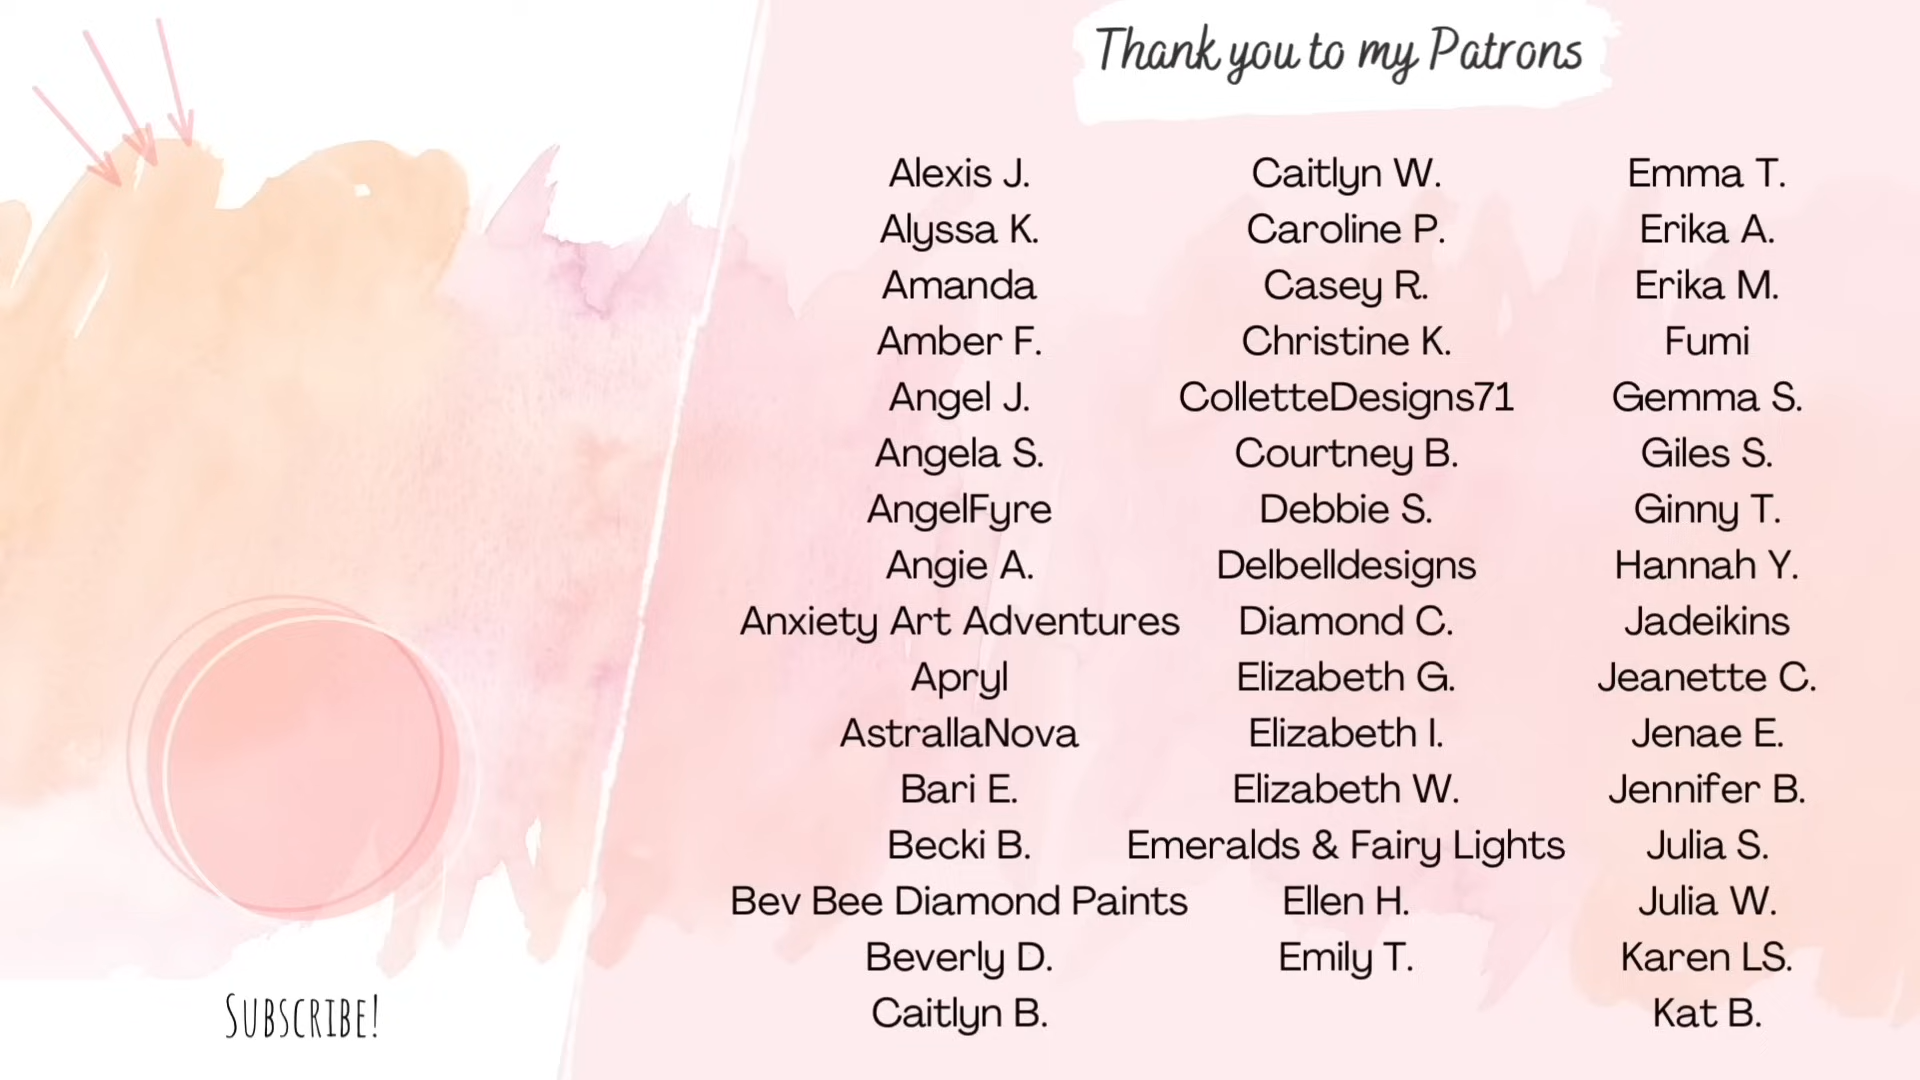 Thank you to my Patrons
Alexis J.
Alyssa K.
Amanda
Amber F.
Angel J.
Angela S.
AngelFyre
Angie A.
Anxiety Art Adventures
Apryl
AstrallaNova
Bari E.
Becki B.
Bev Bee Diamond Paints
Beverly D.
Caitlyn B.
Caitlyn W.
Caroline P.
Casey R.
Christine K.
ColletteDesigns71
Courtney B.
Debbie S.
Delbelldesigns
Diamond C.
Elizabeth G.
Elizabeth I.
Elizabeth W.
Emeralds & Fairy Lights
Ellen H.
Emily T.
Emma T.
Erika A.
Erika M.
Fumi
Gemma S.
Giles S.
Ginny T.
Hannah Y.
Jadeikins
Jeanette C.
Jenae E.
Jennifer B.
Julia S.
Julia W.
Karen LS.
Kat B.
Subscribe!